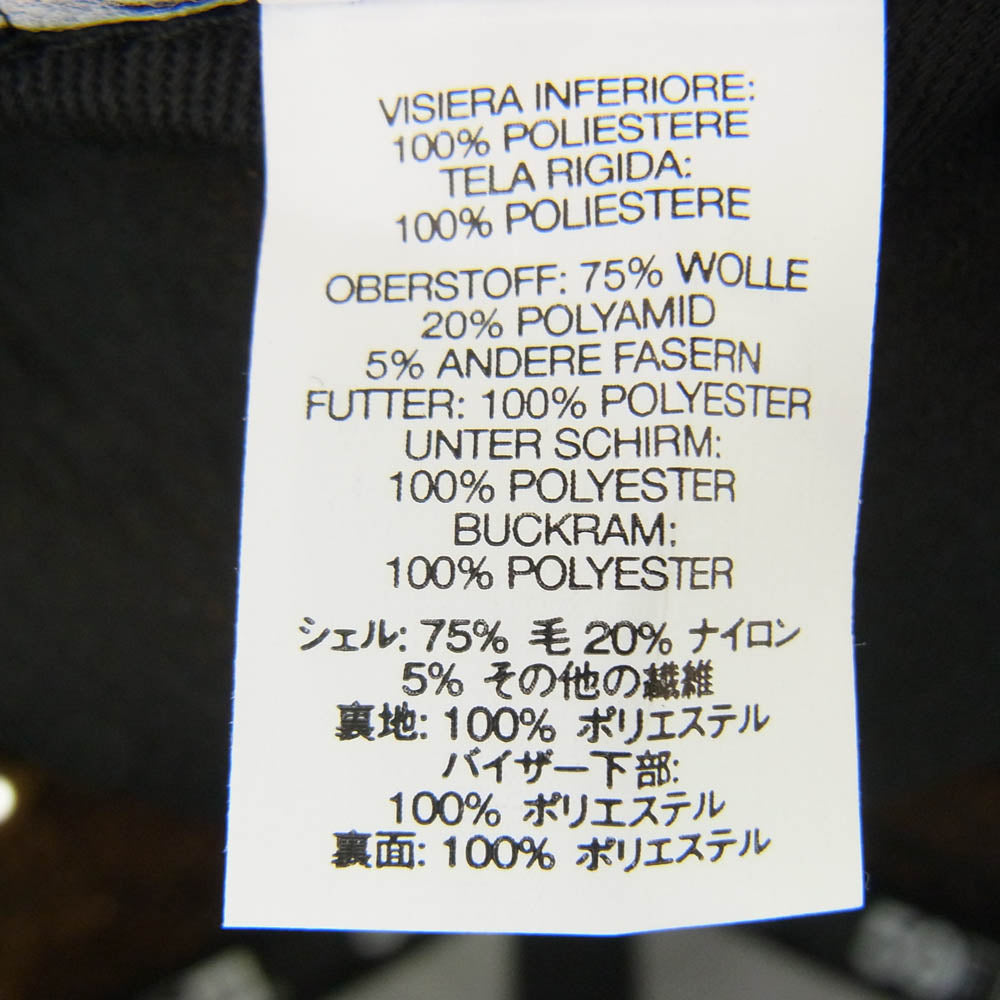 VISIERA INFERIORE:
100% POLIESTERE
TELA RIGIDA:
100% POLIESTERE
OBERSTOFF: 75% WOLLE
20% POLYAMID
5% ANDERE FASERN
FUTTER: 100% POLYESTER
UNTER SCHIRM:
100% POLYESTER
BUCKRAM:
100% POLYESTER
シェル: 75% 毛 20% ナイロン
5% その他の繊維
裏地: 100% ポリエステル
バイザー下部:
100% ポリエステル
裏面: 100% ポリエステル